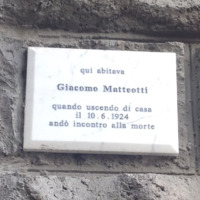 qui abitava
Giacomo Matteotti
quando uscendo di casa
il 10.6.1924
andò incontro alla morte